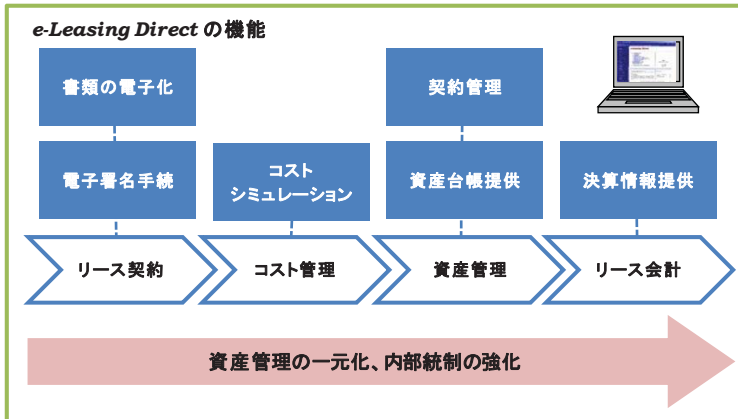 e-Leasing Direct の機能
書類の電子化
契約管理
電子署名手続
コスト
シミュレーション
資産台帳提供
決算情報提供
リース契約
コスト管理
資産管理
リース会計
資産管理の一元化、内部統制の強化